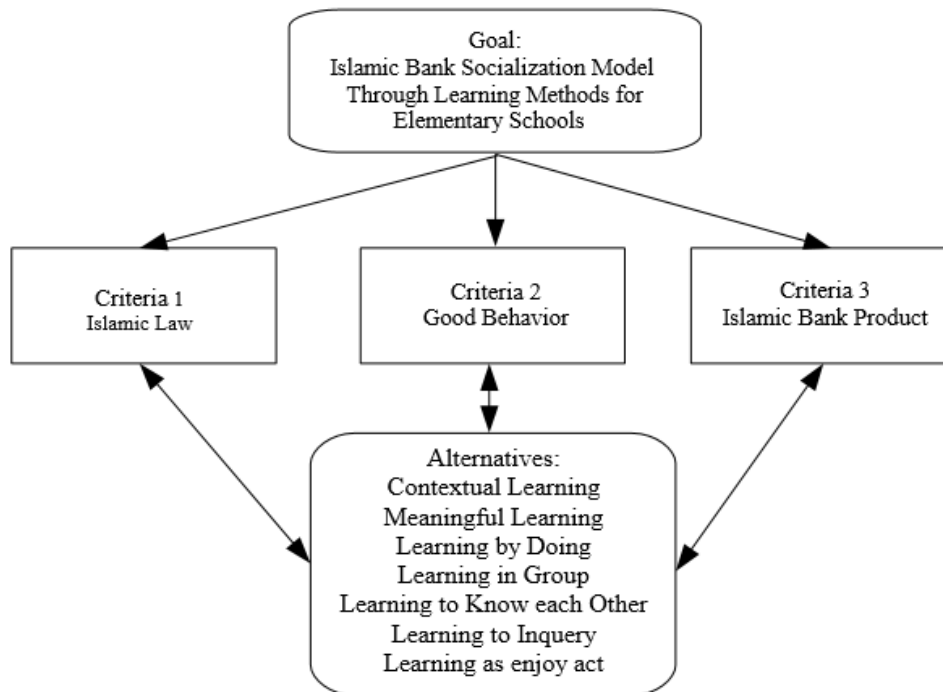 Goal:
Islamic Bank Socialization Model
Through Learning Methods for
Elementary Schools
Criteria 1
Islamic Law
Criteria 2
Good Behavior
Criteria 3
Islamic Bank Product
Alternatives:
Contextual Learning
Meaningful Learning
Learning by Doing
Learning in Group
Learning to Know each Other
Learning to Inquery
Learning as enjoy act